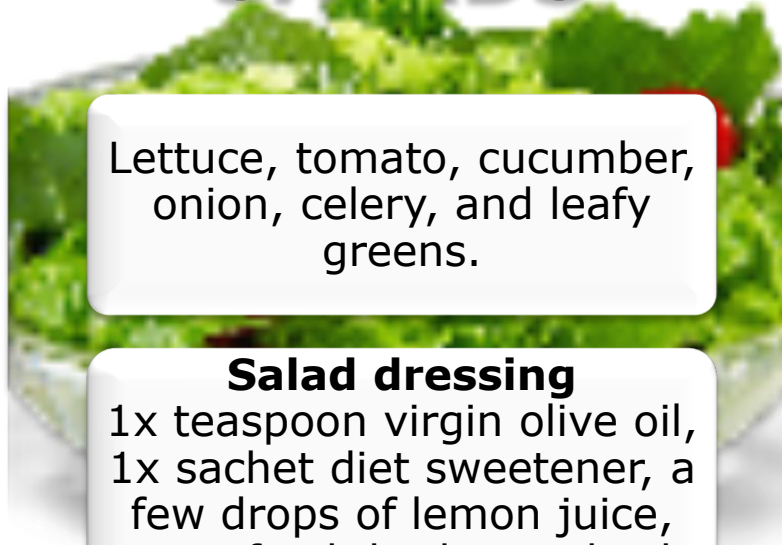 Lettuce, tomato, cucumber,
onion, celery, and leafy
greens.
Salad dressing
1x teaspoon virgin olive oil,
1x sachet diet sweetener, a
few drops of lemon juice,